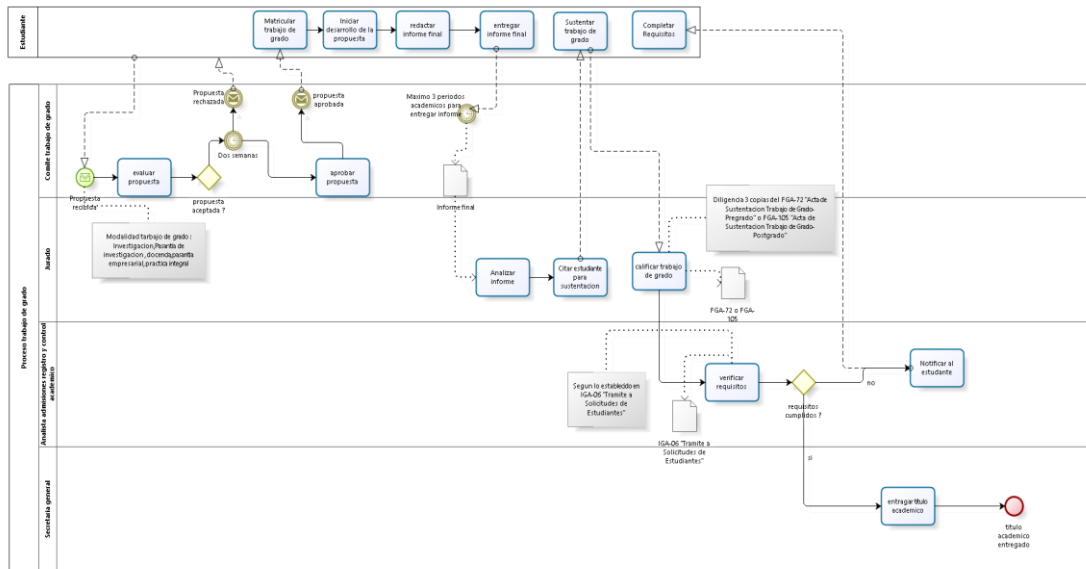 Estudiante
Matricular
trabajo de
grado
Iniciar
desarrollo de la
propuesta
redactar
informe final
entregar
informe final
Sustentar
trabajo de
grado
Completar
Requisitos
Proceso trabajo de grado
Comite trabajo de grado
Propuesta
rechazada
propuesta
aprobada
Maximo 3 periodos
academicos para
entregar informe
Dos semanas
evaluar
propuesta
aprobar
propuesta
Propuesta
recibida
propuesta
aceptada ?
Informe final
Jurado
Modalidad tarbajo de grado :
Investigacion,Pasantia de
investigacion , docencia,pasantia
empresarial, practica integral
Analizar
informe
Citar estudiante
para
sustentacion
calificar trabajo
de grado
Diligencia 3 copias del FGA-72 "Acta de
Sustentacion Trabajo de Grado-
Pregrado" o FGA-105 "Acta de
Sustentacion Trabajo de Grado-
Postgrado"
FGA-72 o FGA-
105
Analista admisiones registro y control
academico
Segun lo establecido en
IGA-06 "Tramite a
Solicitudes de
Estudiantes"
IGA-06 "Tramite a
Solicitudes de
Estudiantes"
verificar
requisitos
requisitos
cumplidos ?
no
si
Notificar al
estudiante
Secretaria general
entragar titulo
academico
titulo
academico
entregado